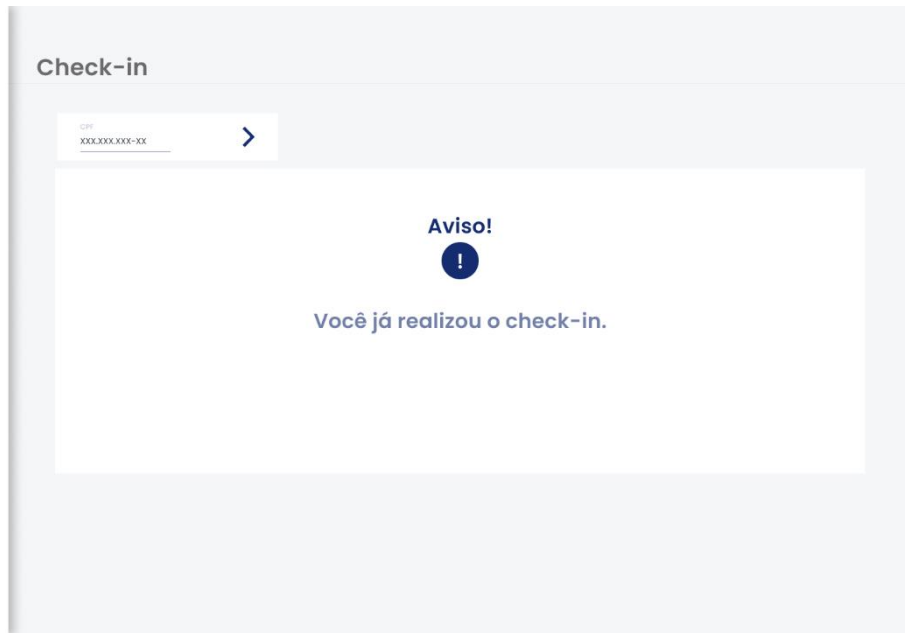 Check-in
CPF
xxx.xxx.xxx-xx
Aviso!
!
Você já realizou o check-in.